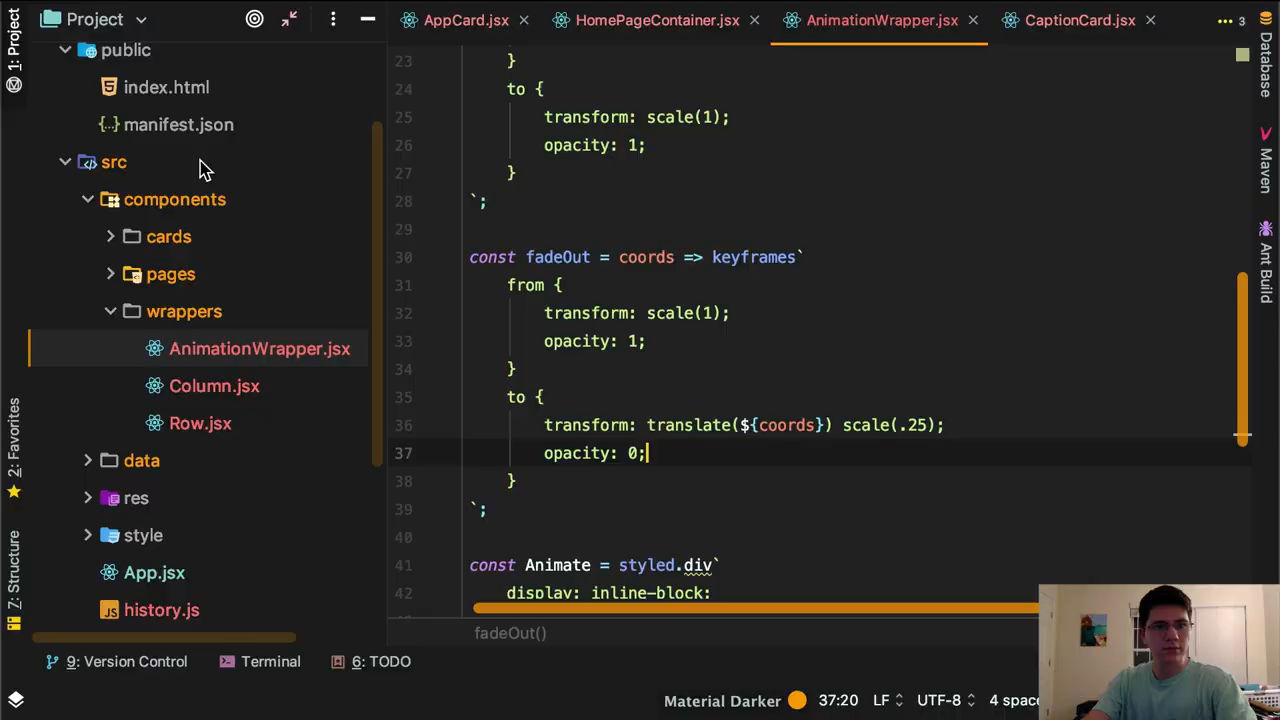 1: Project
2: Favorites
7: Structure
Project
public
index.html
manifest.json
src
components
cards
pages
wrappers
AnimationWrapper.jsx
Column.jsx
Row.jsx
data
res
style
App.jsx
JS history.js
AppCard.jsx HomePageContainer.jsx AnimationWrapper.jsx CaptionCard.jsx 3
23 }
24 to {
25 transform: scale(1);
26 opacity: 1;
27 }
28 `;
29
30 const fadeOut = coords => keyframes`
31 from {
32 transform: scale(1);
33 opacity: 1;
34 }
35 to {
36 transform: translate(${coords}) scale(.25);
37 opacity: 0;
38 }
39 `;
40
41 const Animate = styled.div`
42 display: inline-block;
fadeOut()
Database
Maven
Ant Build
9: Version Control Terminal 6: TODO
Material Darker 37:20 LF UTF-8 4 space